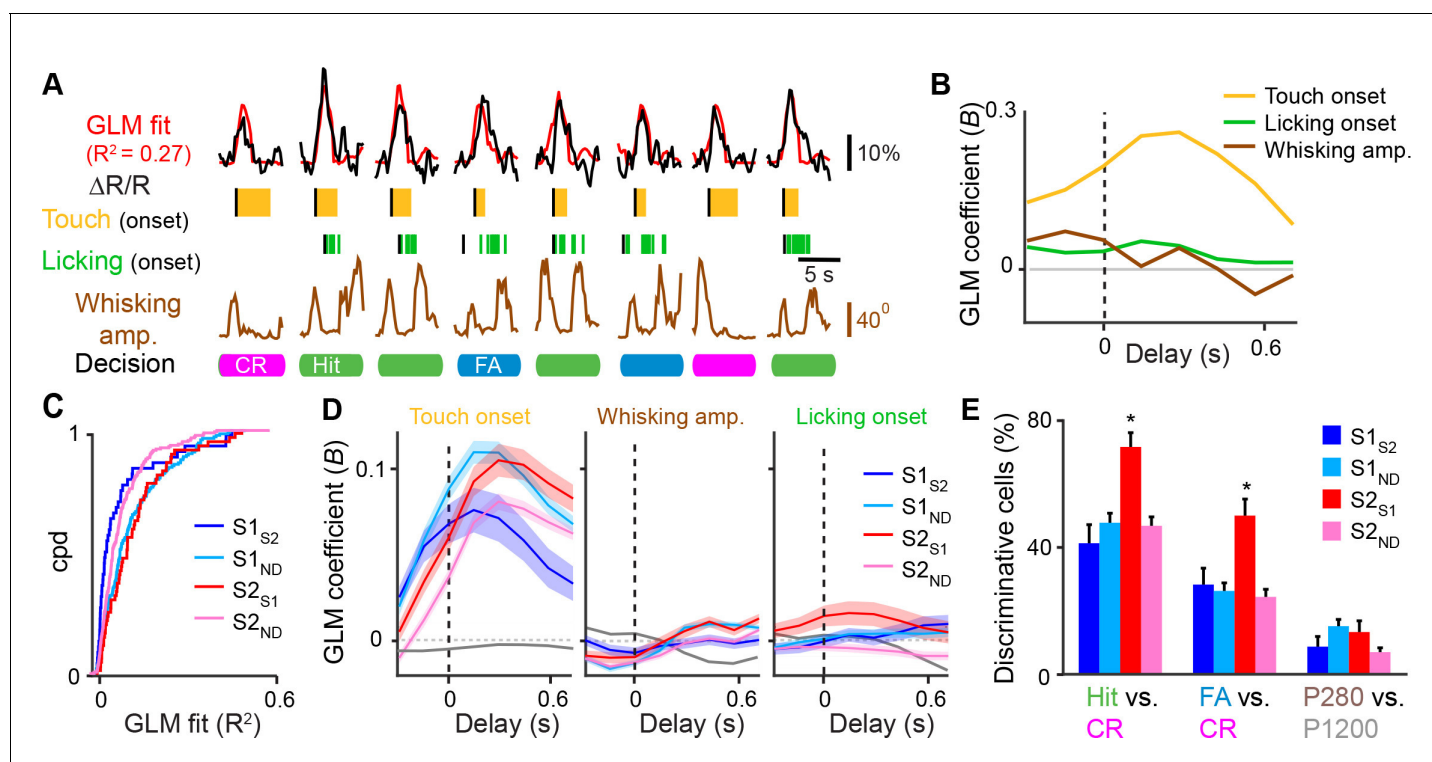 A
GLM fit
(R² = 0.27)
ΔR/R
10%
Touch (onset)
Licking (onset)
5 s
Whisking
amp.
40⁰
Decision
CR
Hit
FA
B
GLM coefficient (B)
0.3
0
Touch onset
Licking onset
Whisking amp.
0
0.6
Delay (s)
C
cpd
1
0
S1S2
S1ND
S2S1
S2ND
0
0.6
GLM fit (R²)
D
Touch onset
Whisking amp.
Licking onset
GLM coefficient (B)
0.1
0
S1S2
S1ND
S2S1
S2ND
0
0.6
0
0.6
0
0.6
Delay (s)
Delay (s)
Delay (s)
E
Discriminative cells (%)
80
40
0
*
*
S1S2
S1ND
S2S1
S2ND
Hit vs.
CR
FA vs.
CR
P280 vs.
P1200